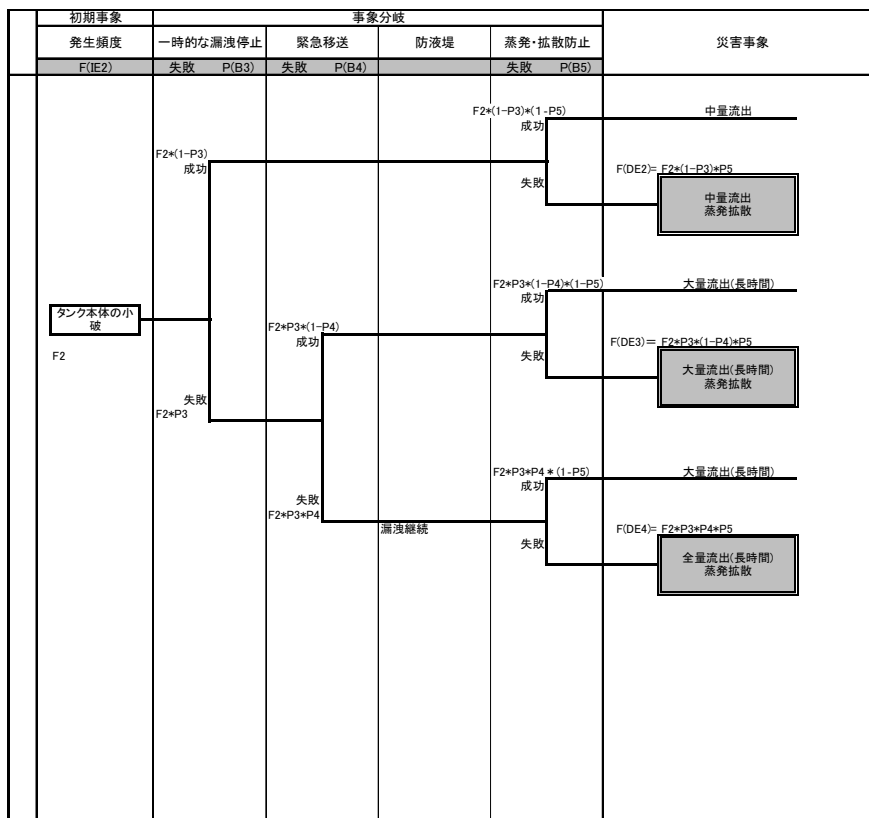 初期事象 事象分岐
発生頻度 一時的な漏洩停止 緊急移送 防液堤 蒸発・拡散防止 災害事象
F(IE2) 失敗 P(B3) 失敗 P(B4) 失敗 P(B5)
F2*(1-P3)*(1-P5) 中量流出
成功
F2*(1-P3)
成功
失敗 F(DE2)= F2*(1-P3)*P5
中量流出
蒸発拡散
F2*P3*(1-P4)*(1-P5) 大量流出(長時間)
成功
タンク本体の小
破
F2*P3*(1-P4)
成功
F2
失敗 F(DE3)= F2*P3*(1-P4)*P5
大量流出(長時間)
蒸発拡散
失敗
F2*P3
F2*P3*P4*(1-P5) 大量流出(長時間)
成功
失敗
F2*P3*P4
漏洩継続
失敗 F(DE4)= F2*P3*P4*P5
全量流出(長時間)
蒸発拡散